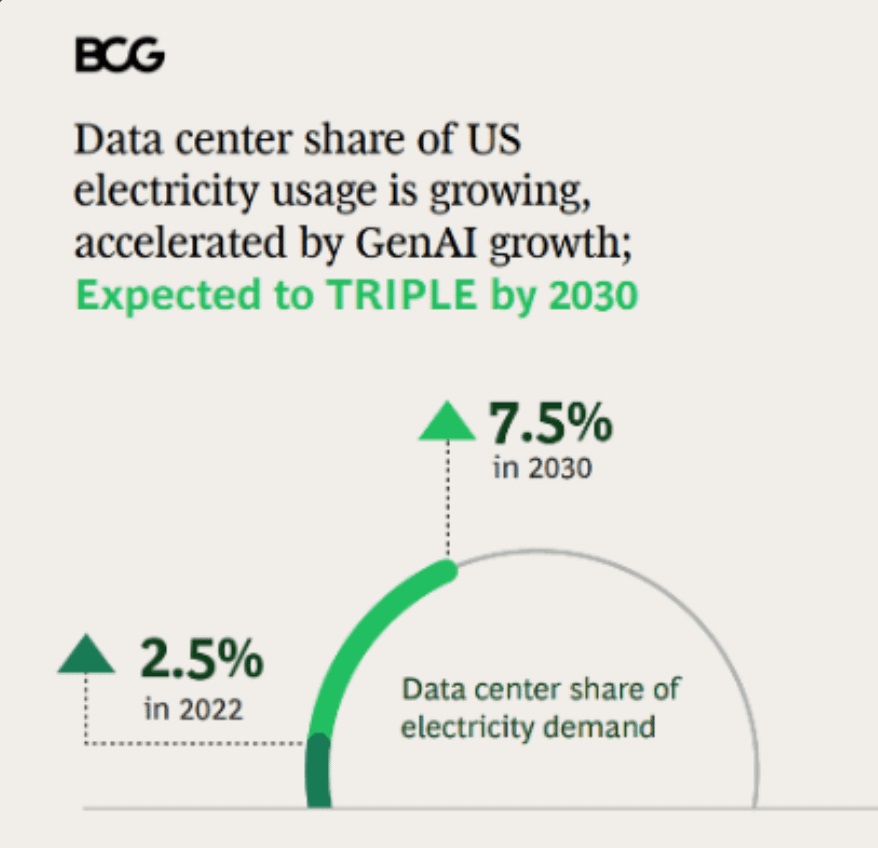 BCG
Data center share of US
electricity usage is growing,
accelerated by GenAI growth;
Expected to TRIPLE by 2030
7.5%
in 2030
2.5%
in 2022
Data center share of
electricity demand